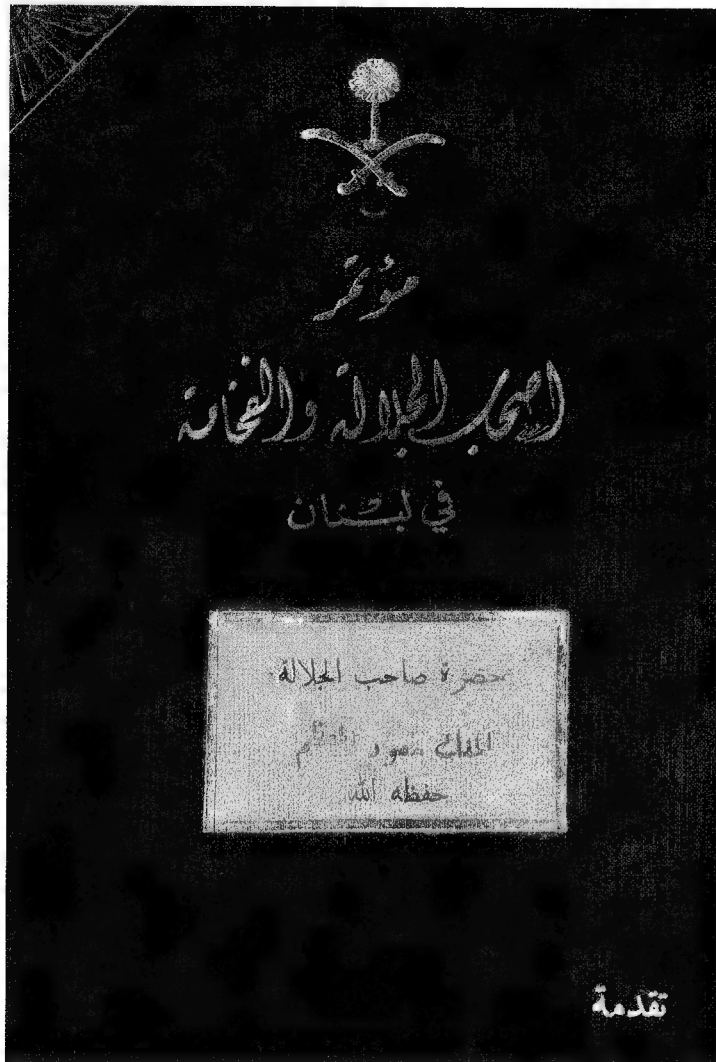 مؤتمر
اصحاب الجلالة والفخامة
في لبنان
حضرة صاحب الجلالة
الملك سعود المعظم
حفظه الله
تقدمة